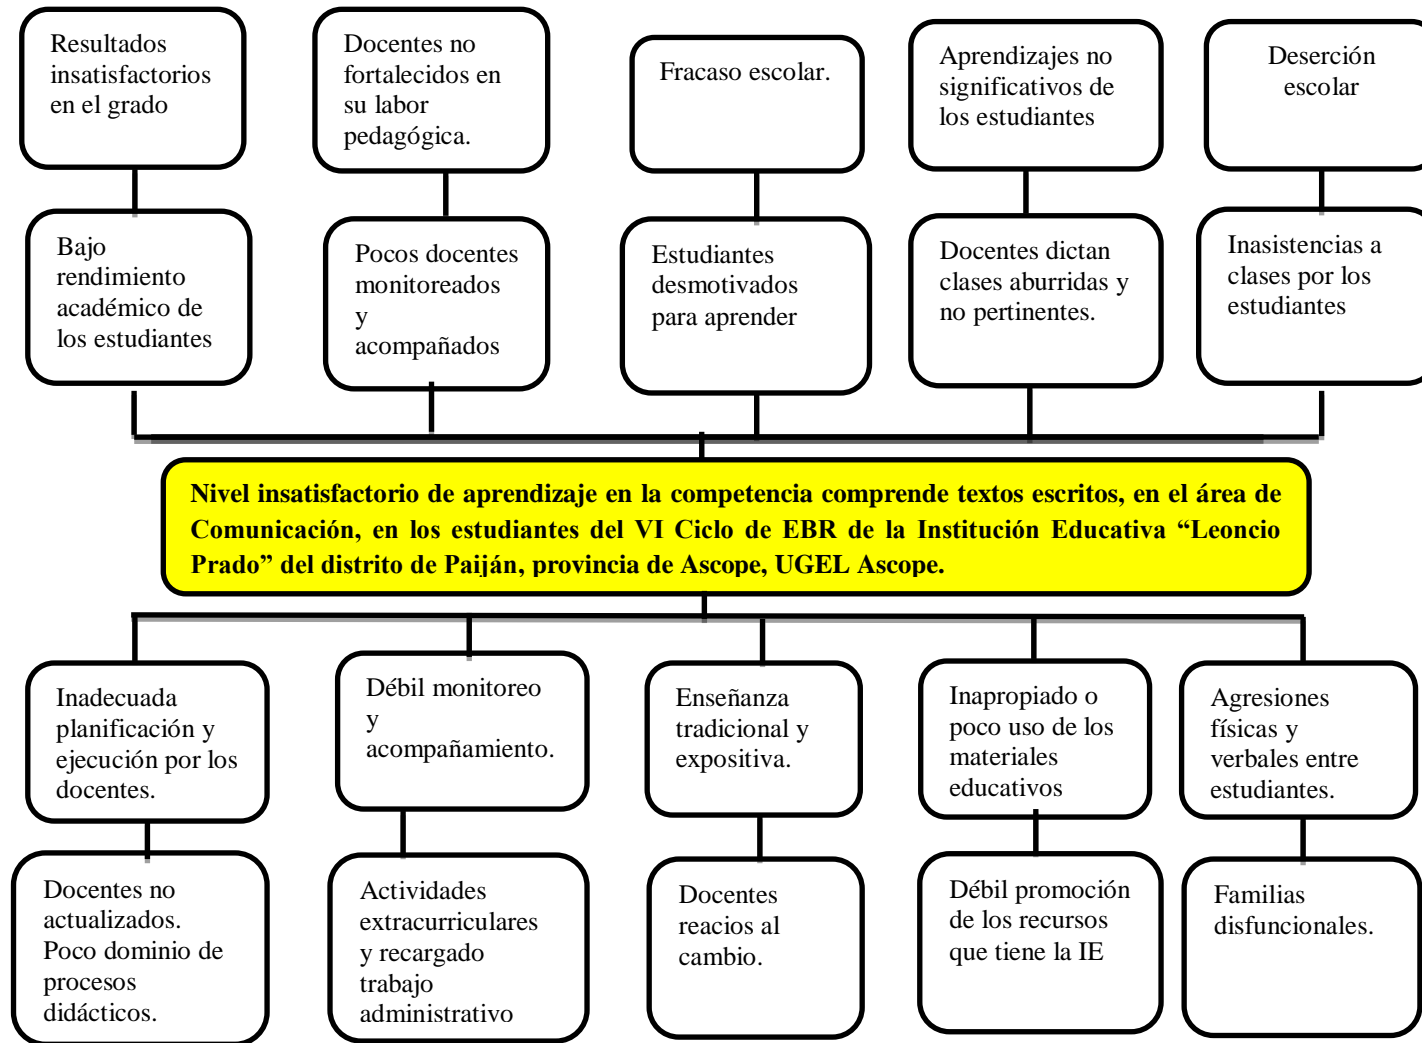 Resultados
insatisfactorios
en el grado
Docentes no
fortalecidos en
su labor
pedagógica.
Fracaso escolar.
Aprendizajes no
significativos de
los estudiantes
Deserción
escolar
Bajo
rendimiento
académico de
los estudiantes
Pocos docentes
monitoreados
y
acompañados
Estudiantes
desmotivados
para aprender
Docentes dictan
clases aburridas y
no pertinentes.
Inasistencias a
clases por los
estudiantes
Nivel insatisfactorio de aprendizaje en la competencia comprende textos escritos, en el área de
Comunicación, en los estudiantes del VI Ciclo de EBR de la Institución Educativa “Leoncio
Prado” del distrito de Paiján, provincia de Ascope, UGEL Ascope.
Inadecuada
planificación y
ejecución por los
docentes.
Débil monitoreo
y
acompañamiento.
Enseñanza
tradicional y
expositiva.
Inapropiado o
poco uso de los
materiales
educativos
Agresiones
físicas y
verbales entre
estudiantes.
Docentes no
actualizados.
Poco dominio de
procesos
didácticos.
Actividades
extracurriculares
y recargado
trabajo
administrativo
Docentes
reacios al
cambio.
Débil promoción
de los recursos
que tiene la IE
Familias
disfuncionales.